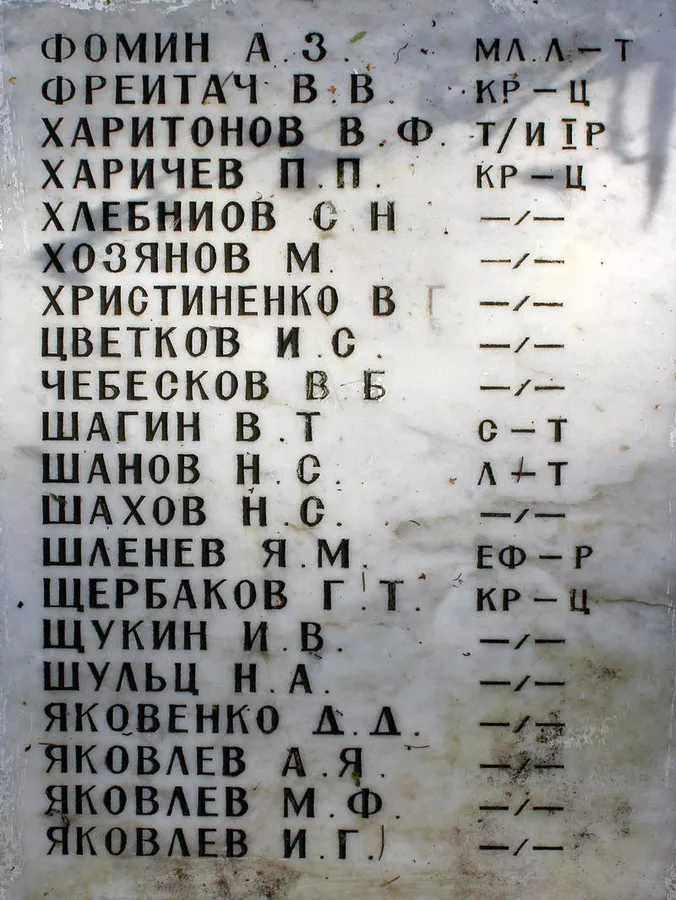 ФОМИН А.З. МЛ.Л-Т
ФРЕИТАЧ В.В. КР-Ц
ХАРИТОНОВ В.Ф. Т/И IР
ХАРИЧЕВ П.П. КР-Ц
ХЛЕБНИОВ С.Н —/—
ХОЗЯНОВ М. —/—
ХРИСТИНЕНКО В Г —/—
ЦВЕТКОВ И.С. —/—
ЧЕБЕСКОВ В.Б —/—
ШАГИН В.Т С-Т
ШАНОВ Н.С. Л-Т
ШАХОВ Н.С. —/—
ШЛЕНЕВ Я.М. ЕФ-Р
ЩЕРБАКОВ Г.Т. КР-Ц
ЩУКИН И.В. —/—
ШУЛЬЦ Н.А. —/—
ЯКОВЕНКО Д.Д. —/—
ЯКОВЛЕВ А.Я. —/—
ЯКОВЛЕВ М.Ф. —/—
ЯКОВЛЕВ И.Г. —/—